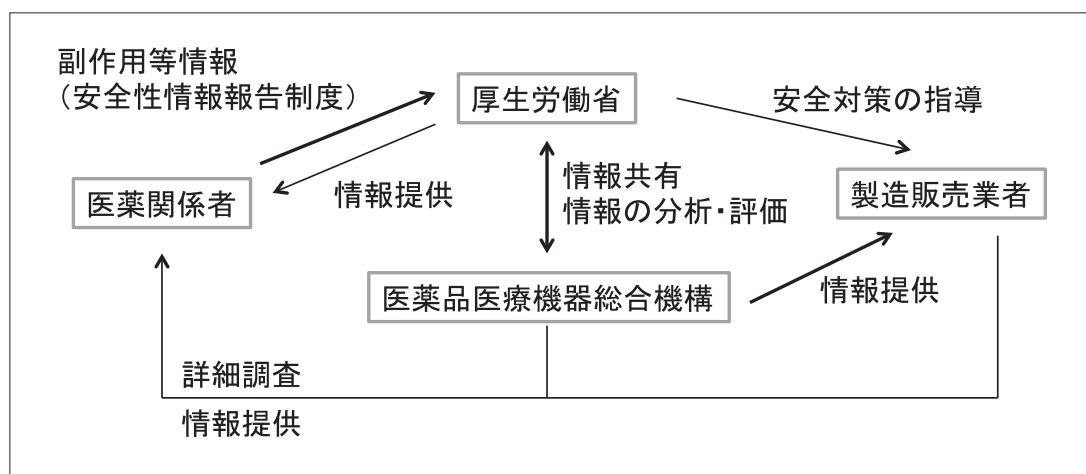 副作用等情報
（安全性情報報告制度）
厚生労働省
安全対策の指導
医薬関係者
情報提供
情報共有
情報の分析・評価
製造販売業者
医薬品医療機器総合機構
情報提供
詳細調査
情報提供